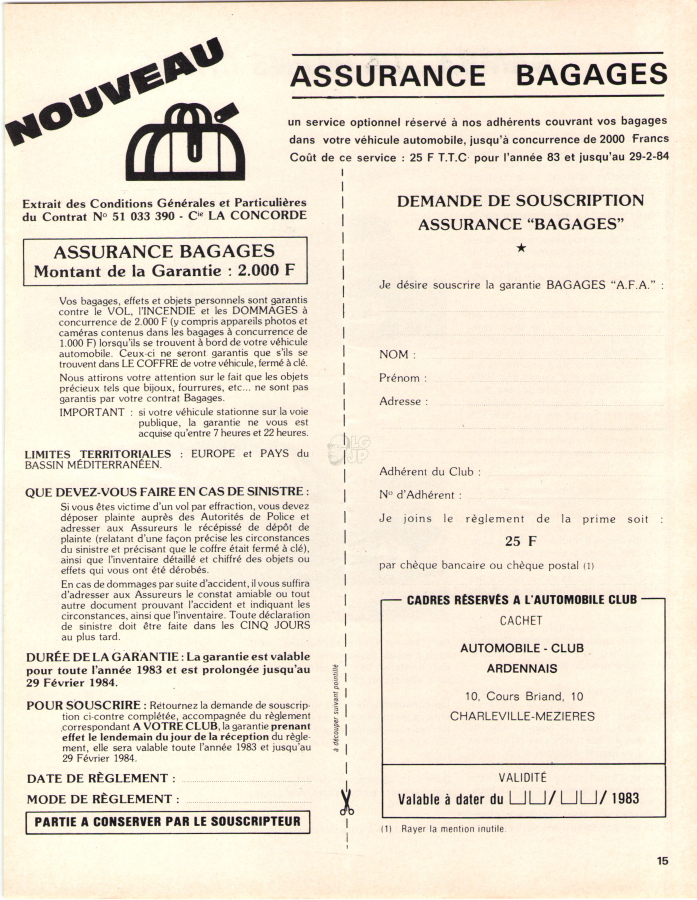 NOUVEAU
ASSURANCE BAGAGES
un service optionnel réservé à nos adhérents couvrant vos bagages
dans votre véhicule automobile, jusqu'à concurrence de 2000 Francs
Coût de ce service : 25 F T.T.C. pour l'année 83 et jusqu'au 29-2-84
Extrait des Conditions Générales et Particulières
du Contrat Nº 51 033 390 - Cie LA CONCORDE
ASSURANCE BAGAGES
Montant de la Garantie : 2.000 F
Vos bagages, effets et objets personnels sont garantis
contre le VOL, l'INCENDIE et les DOMMAGES à
concurrence de 2.000 F (y compris appareils photos et
caméras contenus dans les bagages à concurrence de
1.000 F) lorsqu'ils se trouvent à bord de votre véhicule
automobile. Ceux-ci ne seront garantis que s'ils se
trouvent dans LE COFFRE de votre véhicule, fermé à clé.
Nous attirons votre attention sur le fait que les objets
précieux tels que bijoux, fourrures, etc... ne sont pas
garantis par votre contrat Bagages.
IMPORTANT : si votre véhicule stationne sur la voie
publique, la garantie ne vous est
acquise qu'entre 7 heures et 22 heures.
LIMITES TERRITORIALES : EUROPE et PAYS du
BASSIN MÉDITERRANÉEN.
QUE DEVEZ-VOUS FAIRE EN CAS DE SINISTRE :
Si vous êtes victime d'un vol par effraction, vous devez
déposer plainte auprès des Autorités de Police et
adresser aux Assureurs le récépissé de dépôt de
plainte (relatant d'une façon précise les circonstances
du sinistre et précisant que le coffre était fermé à clé),
ainsi que l'inventaire détaillé et chiffré des objets ou
effets qui vous ont été dérobés.
En cas de dommages par suite d'accident, il vous suffira
d'adresser aux Assureurs le constat amiable ou tout
autre document prouvant l'accident et indiquant les
circonstances, ainsi que l'inventaire. Toute déclaration
de sinistre doit être faite dans les CINQ JOURS
au plus tard.
DURÉE DE LA GARANTIE : La garantie est valable
pour toute l'année 1983 et est prolongée jusqu'au
29 Février 1984.
POUR SOUSCRIRE : Retournez la demande de souscrip-
tion ci-contre complétée, accompagnée du règlement
correspondant A VOTRE CLUB, la garantie prenant
effet le lendemain du jour de la réception du règle-
ment, elle sera valable toute l'année 1983 et jusqu'au
29 Février 1984.
DATE DE RÈGLEMENT :
MODE DE RÈGLEMENT :
PARTIE A CONSERVER PAR LE SOUSCRIPTEUR
à découper suivant pointillé
DEMANDE DE SOUSCRIPTION
ASSURANCE "BAGAGES"
Je désire souscrire la garantie BAGAGES "A.F.A." :
NOM :
Prénom :
Adresse :
Adhérent du Club :
Nº d'Adhérent :
Je joins le règlement de la prime soit :
25 F
par chèque bancaire ou chèque postal (1)
CADRES RÉSERVÉS A L'AUTOMOBILE CLUB
CACHET
AUTOMOBILE - CLUB
ARDENNAIS
10, Cours Briand, 10
CHARLEVILLE-MEZIERES
VALIDITÉ
Valable à dater du / / 1983
(1) Rayer la mention inutile.
15